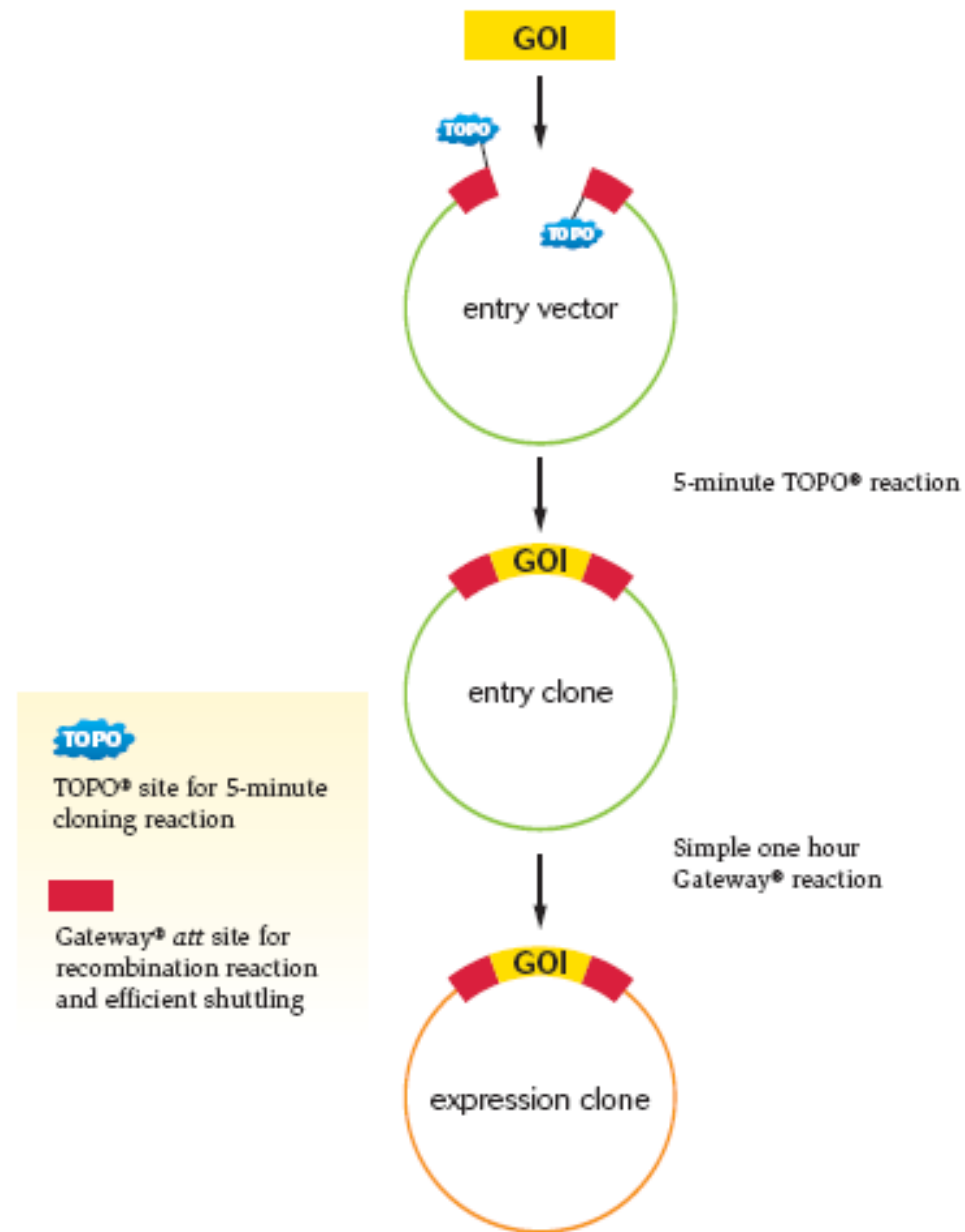 GOI
TOPO
TOPO
entry vector
5-minute TOPO® reaction
GOI
entry clone
TOPO
TOPO® site for 5-minute
cloning reaction
Simple one hour
Gateway® reaction
Gateway® att site for
recombination reaction
and efficient shuttling
GOI
expression clone